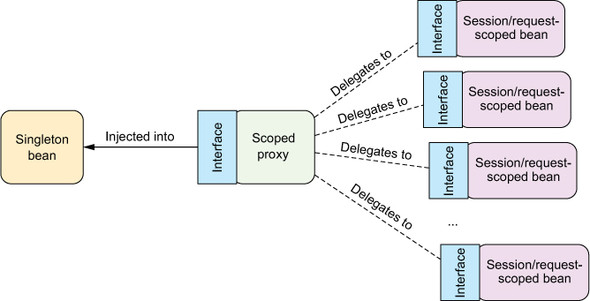 Singleton
bean
Injected into
Interface
Scoped
proxy
Delegates to
Interface
Session/request-
scoped bean
Delegates to
Interface
Session/request-
scoped bean
Delegates to
Interface
Session/request-
scoped bean
...
Delegates to
Interface
Session/request-
scoped bean